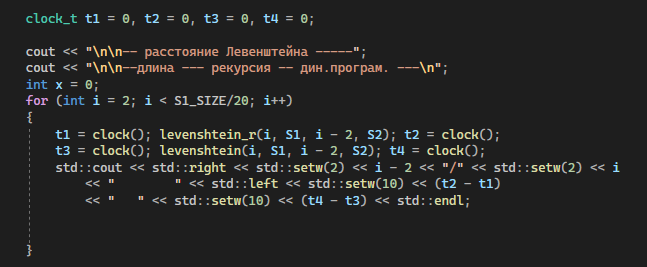 clock_t t1 = 0, t2 = 0, t3 = 0, t4 = 0;
cout << "\n\n-- расстояние Левенштейна -----";
cout << "\n\n--длина --- рекурсия -- дин.програм. ---\n";
int x = 0;
for (int i = 2; i < S1_SIZE/20; i++)
{
t1 = clock(); levenshtein_r(i, S1, i - 2, S2); t2 = clock();
t3 = clock(); levenshtein(i, S1, i - 2, S2); t4 = clock();
std::cout << std::right << std::setw(2) << i - 2 << "/" << std::setw(2) << i
<< "        " << std::left << std::setw(10) << (t2 - t1)
<< "   " << std::setw(10) << (t4 - t3) << std::endl;
}